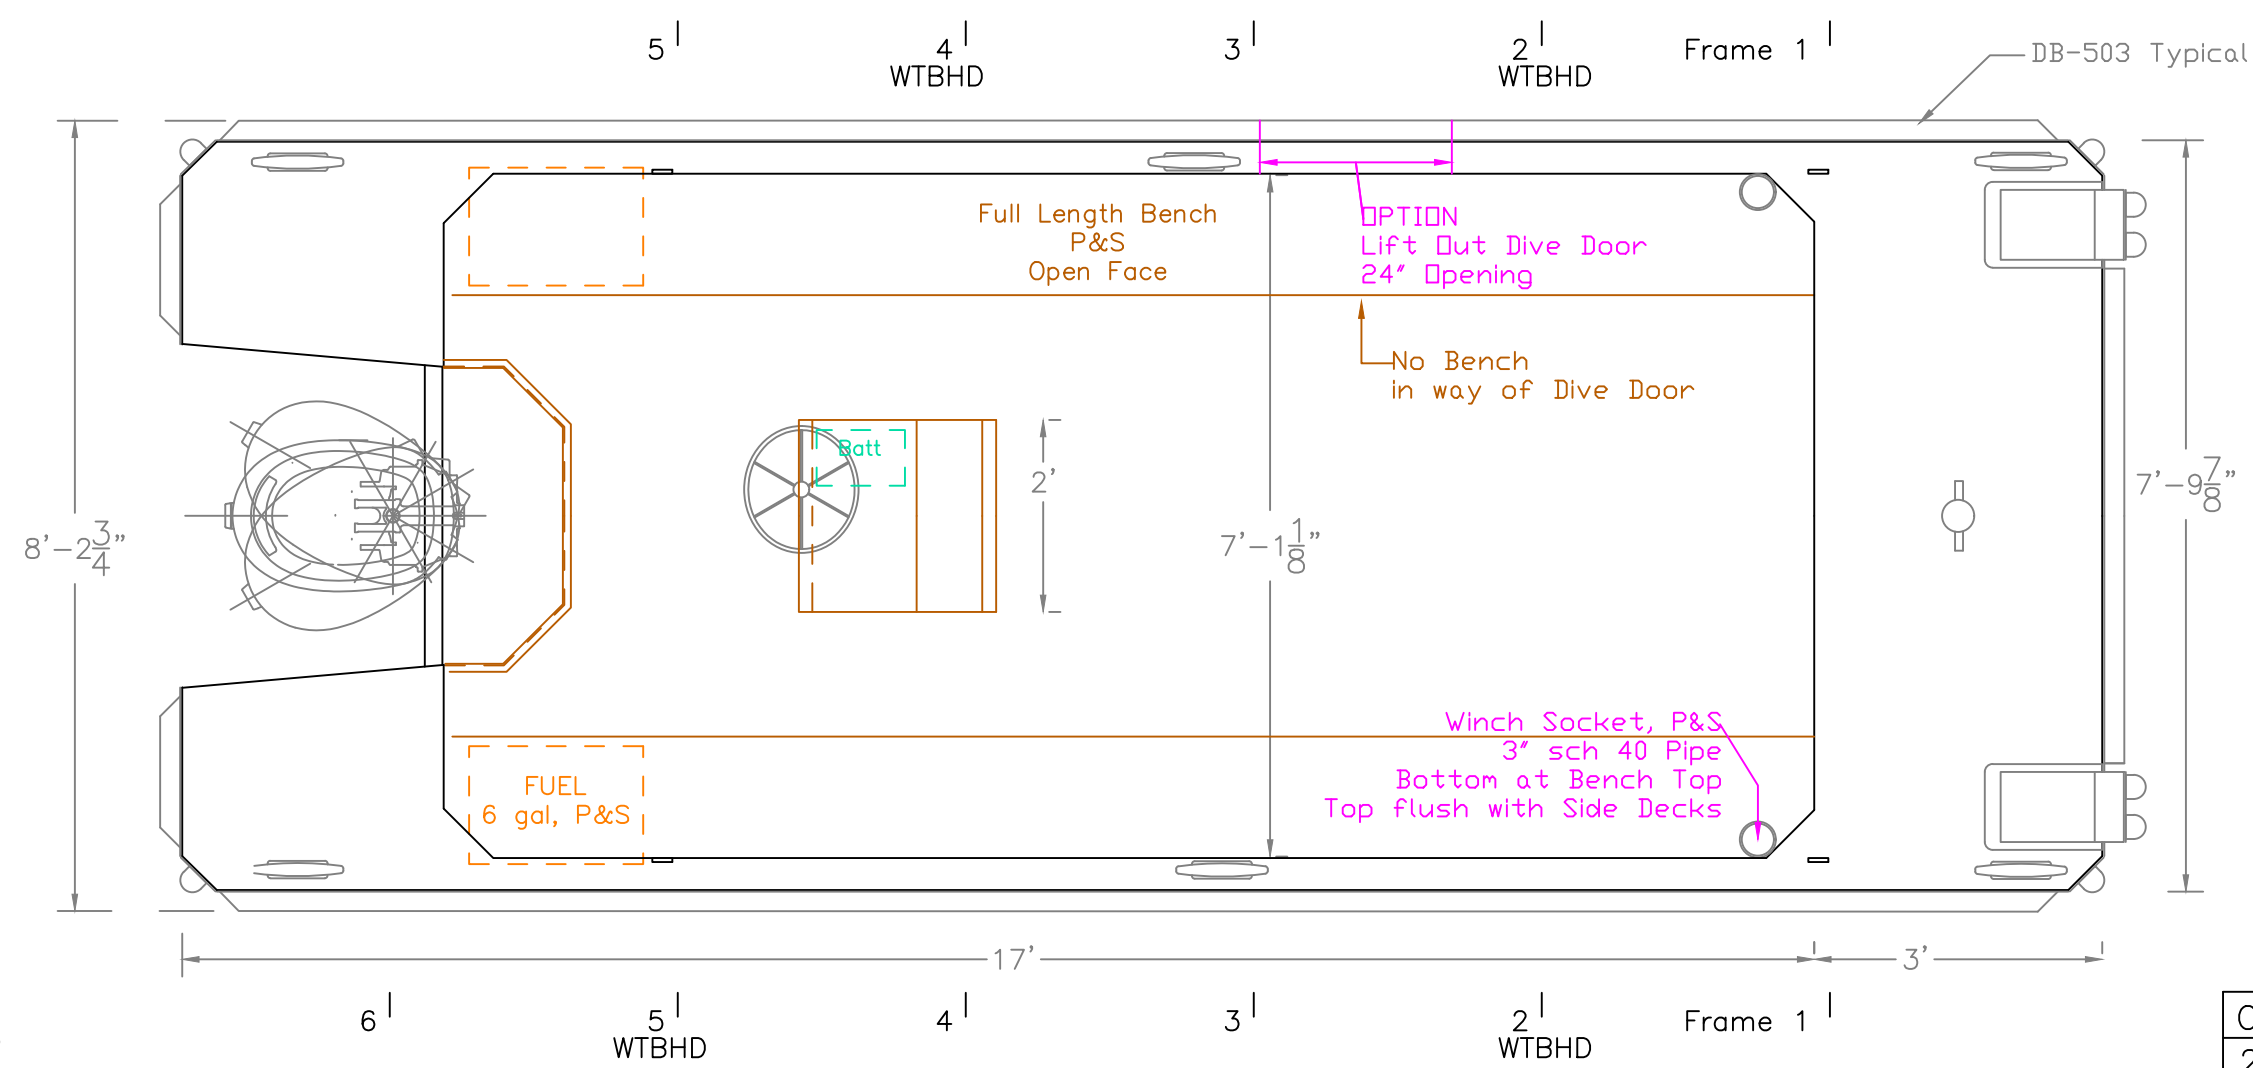 5 4 3 2 Frame 1
WTBHD WTBHD
DB-503 Typical
Full Length Bench
P&S
Open Face
OPTION
Lift Out Dive Door
24" Opening
No Bench
in way of Dive Door
Batt
2'
8'-2 3/4"
7'-1 1/8"
7'-9 7/8"
Winch Socket, P&S
3" sch 40 Pipe
Bottom at Bench Top
Top flush with Side Decks
FUEL
6 gal, P&S
17' 3'
6 5 4 3 2 Frame 1
WTBHD WTBHD